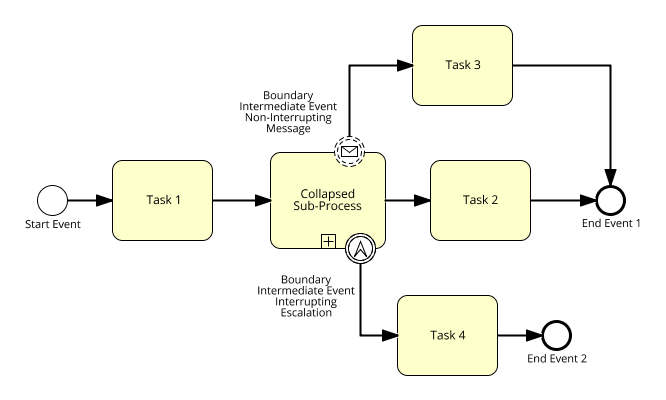 Task 3
Boundary
Intermediate Event
Non-Interrupting
Message
Start Event
Task 1
Collapsed
Sub-Process
Task 2
End Event 1
Boundary
Intermediate Event
Interrupting
Escalation
Task 4
End Event 2